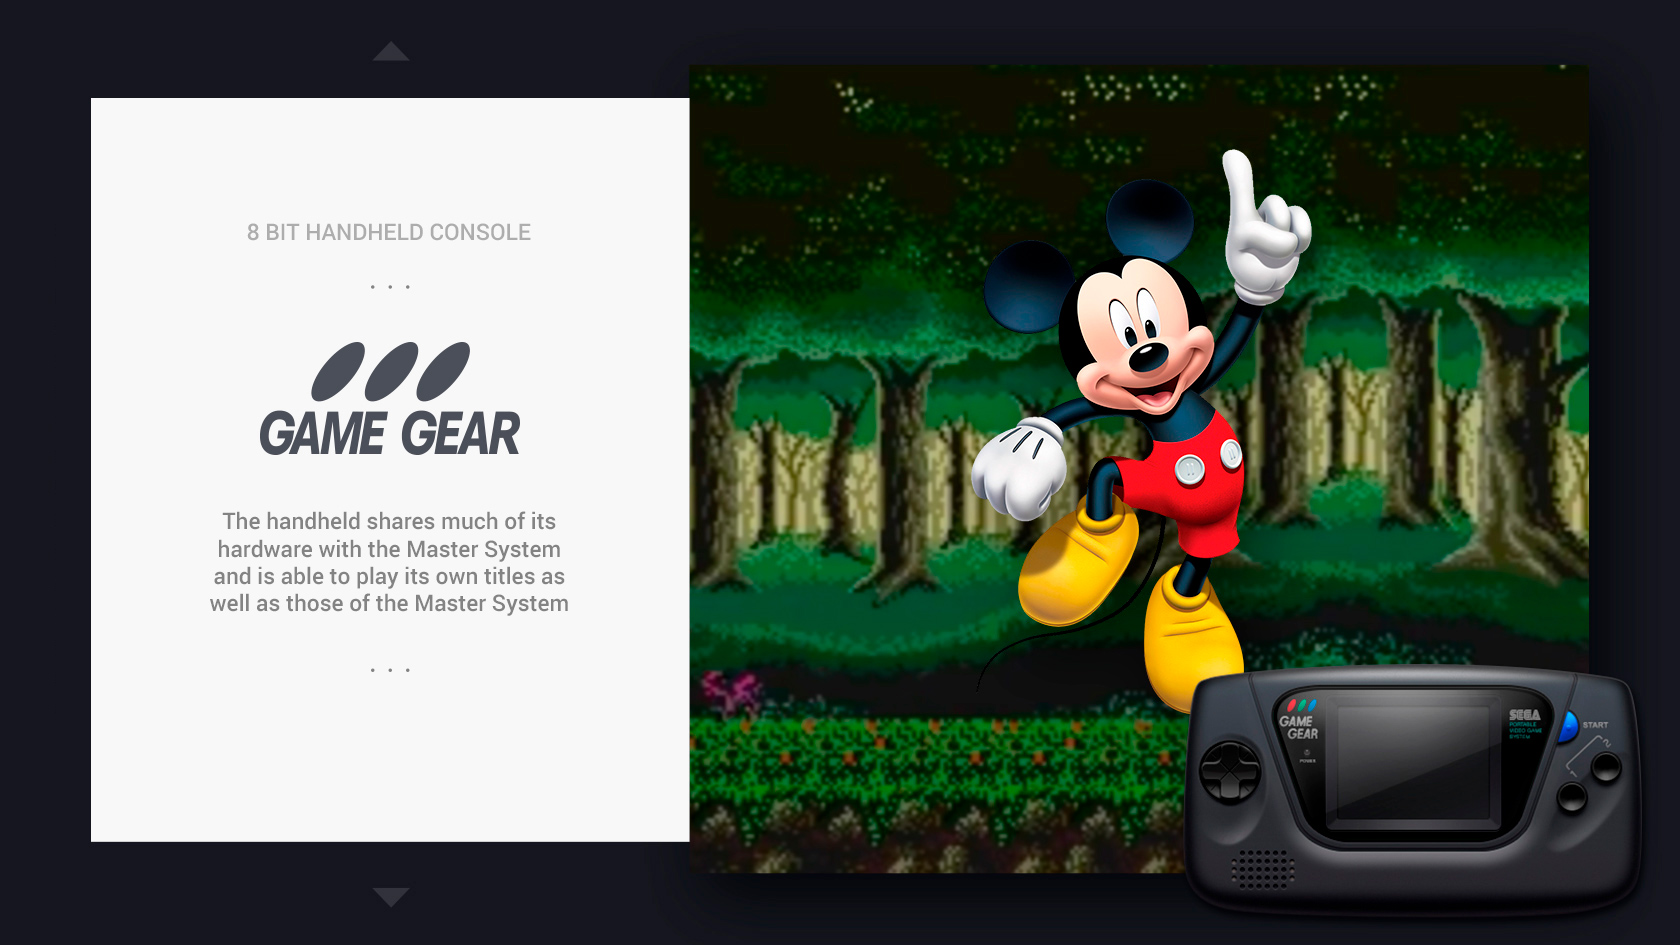 8 BIT HANDHELD CONSOLE
. . .
GAME GEAR
The handheld shares much of its
hardware with the Master System
and is able to play its own titles as
well as those of the Master System
. . .
GAME
GEAR
POWER
SEGA
PORTABLE
VIDEO GAME
SYSTEM
START
2
1